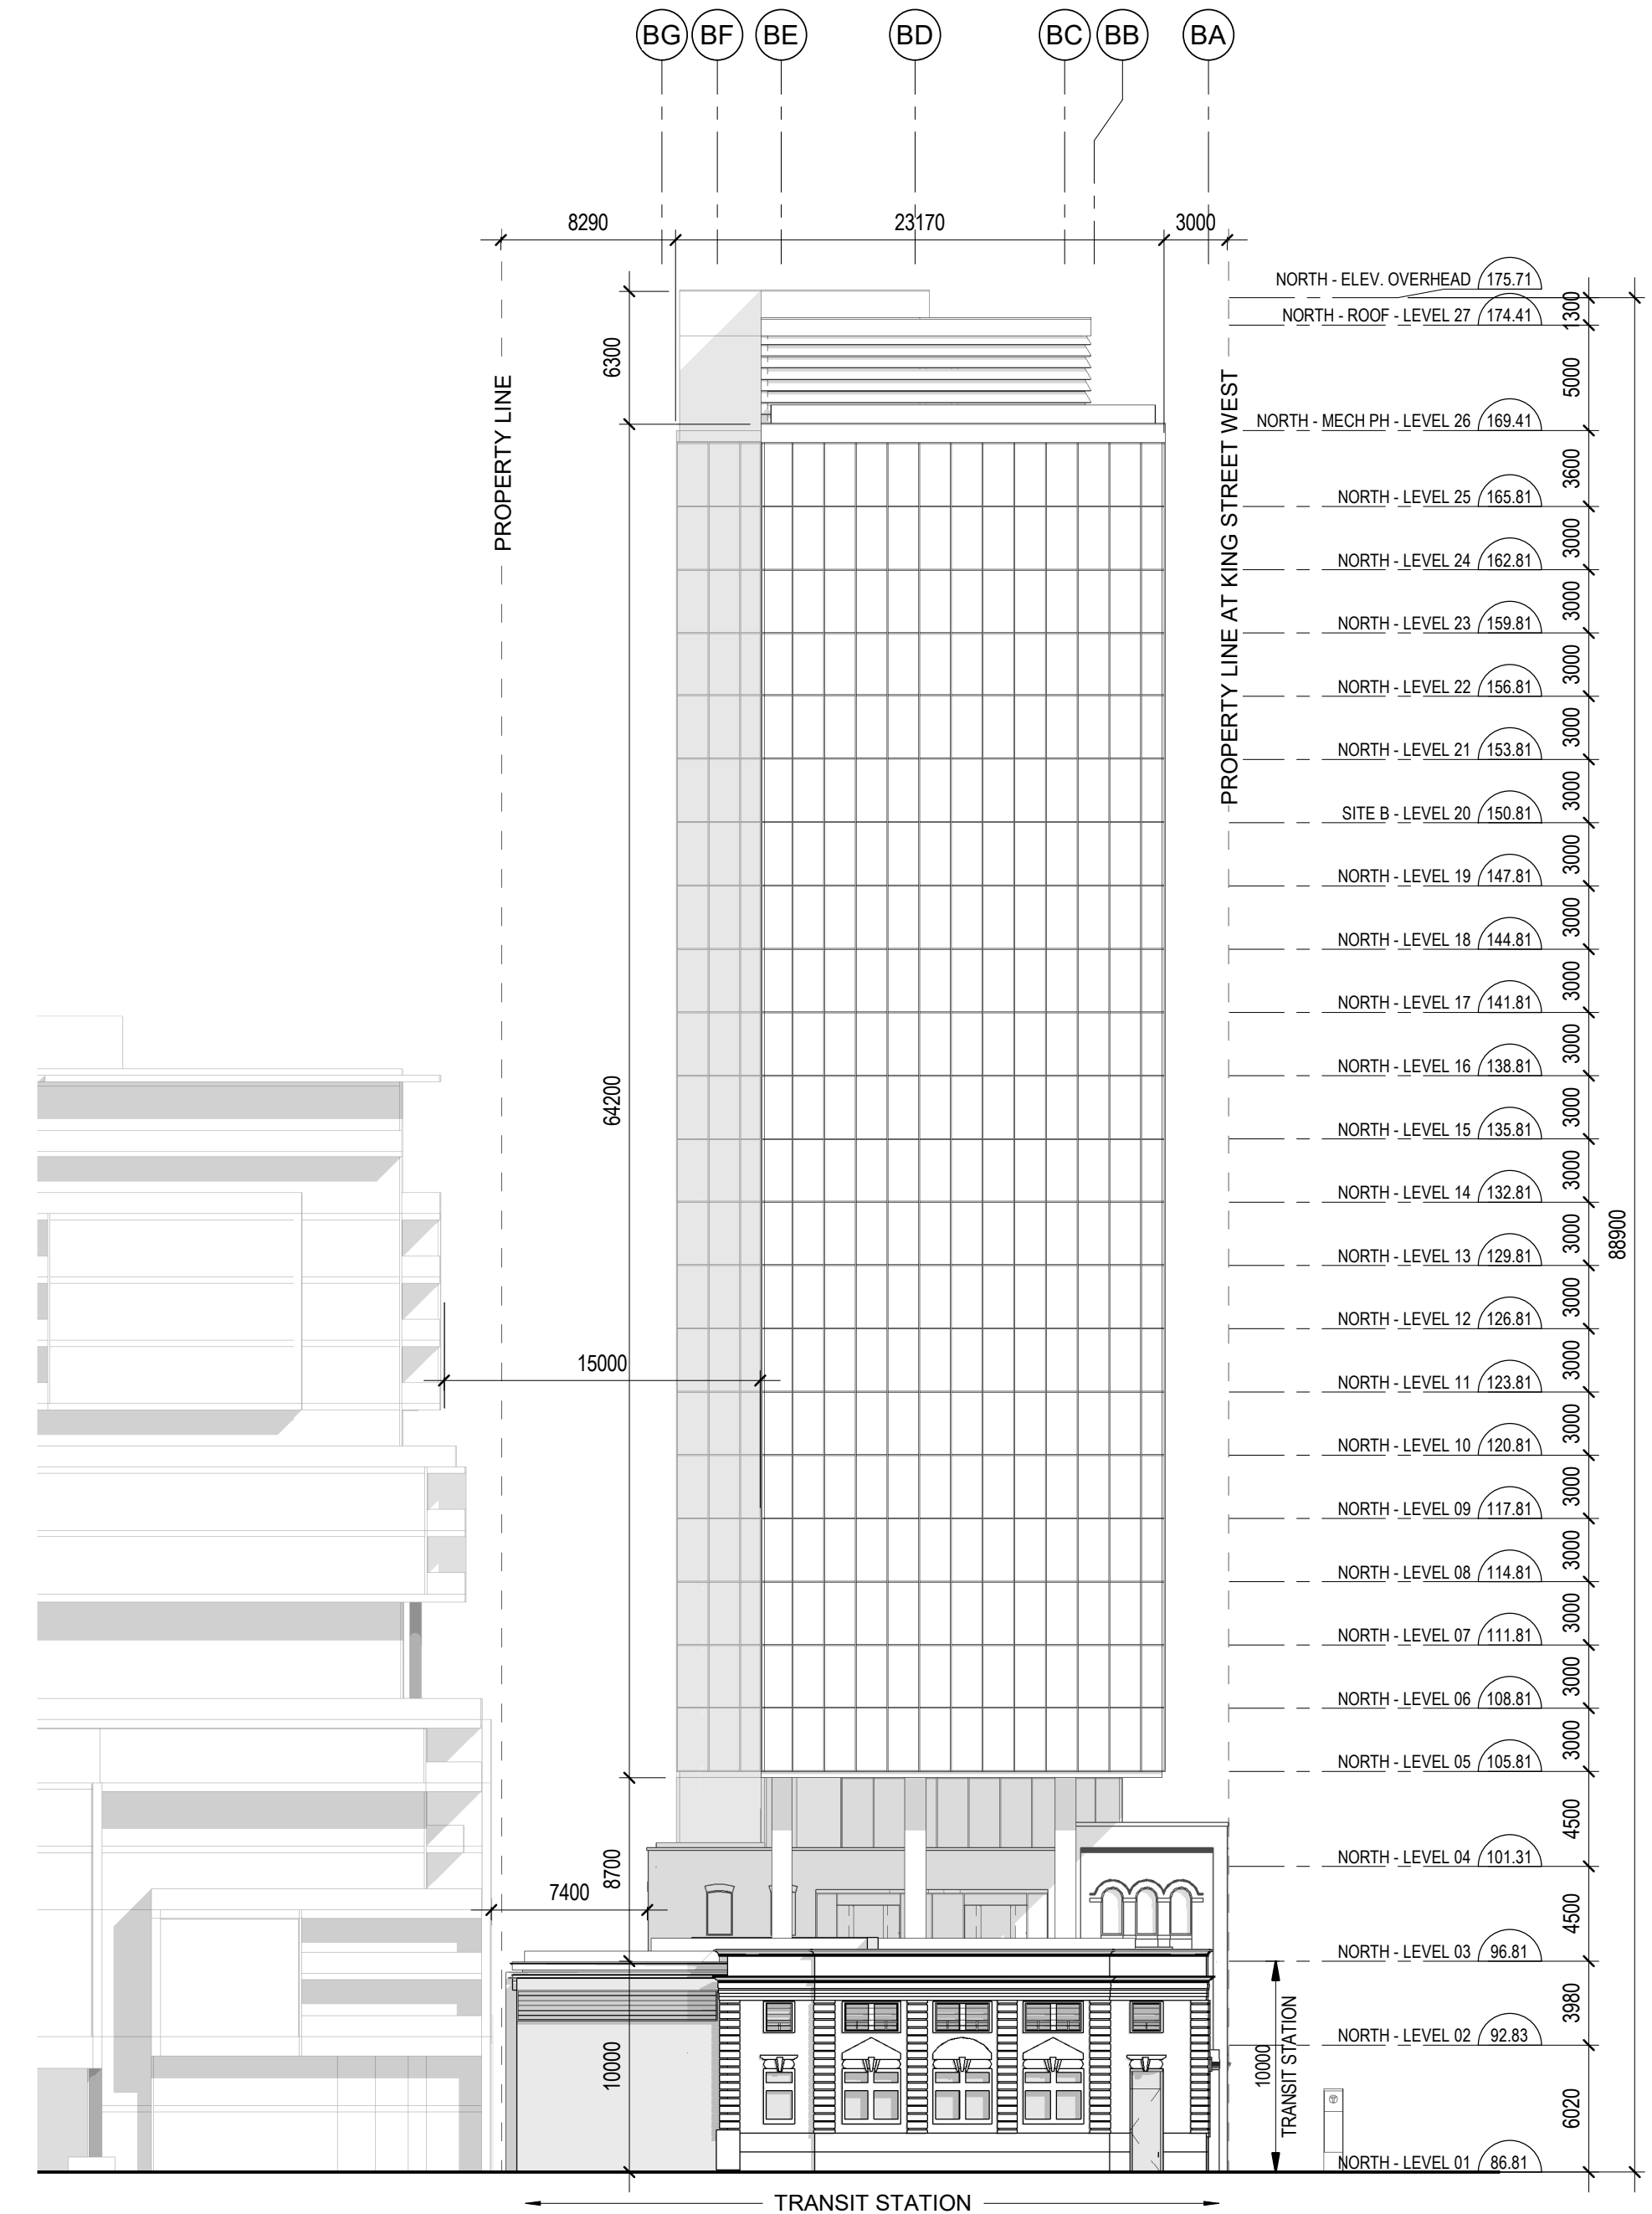 BG BF BE BD BC BB BA
8290 23170 3000
NORTH - ELEV. OVERHEAD 175.71
1300
NORTH - ROOF - LEVEL 27 174.41
6300
5000
PROPERTY LINE
PROPERTY LINE AT KING STREET WEST
NORTH - MECH PH - LEVEL 26 169.41
3600
NORTH - LEVEL 25 165.81
3000
NORTH - LEVEL 24 162.81
3000
NORTH - LEVEL 23 159.81
3000
NORTH - LEVEL 22 156.81
3000
NORTH - LEVEL 21 153.81
3000
SITE B - LEVEL 20 150.81
3000
NORTH - LEVEL 19 147.81
3000
NORTH - LEVEL 18 144.81
3000
NORTH - LEVEL 17 141.81
3000
NORTH - LEVEL 16 138.81
64200
3000
NORTH - LEVEL 15 135.81
3000
NORTH - LEVEL 14 132.81
3000
88900
NORTH - LEVEL 13 129.81
3000
NORTH - LEVEL 12 126.81
15000
3000
NORTH - LEVEL 11 123.81
3000
NORTH - LEVEL 10 120.81
3000
NORTH - LEVEL 09 117.81
3000
NORTH - LEVEL 08 114.81
3000
NORTH - LEVEL 07 111.81
3000
NORTH - LEVEL 06 108.81
3000
NORTH - LEVEL 05 105.81
4500
NORTH - LEVEL 04 101.31
8700
7400
4500
NORTH - LEVEL 03 96.81
3980
NORTH - LEVEL 02 92.83
10000
10000
TRANSIT STATION
6020
NORTH - LEVEL 01 86.81
TRANSIT STATION